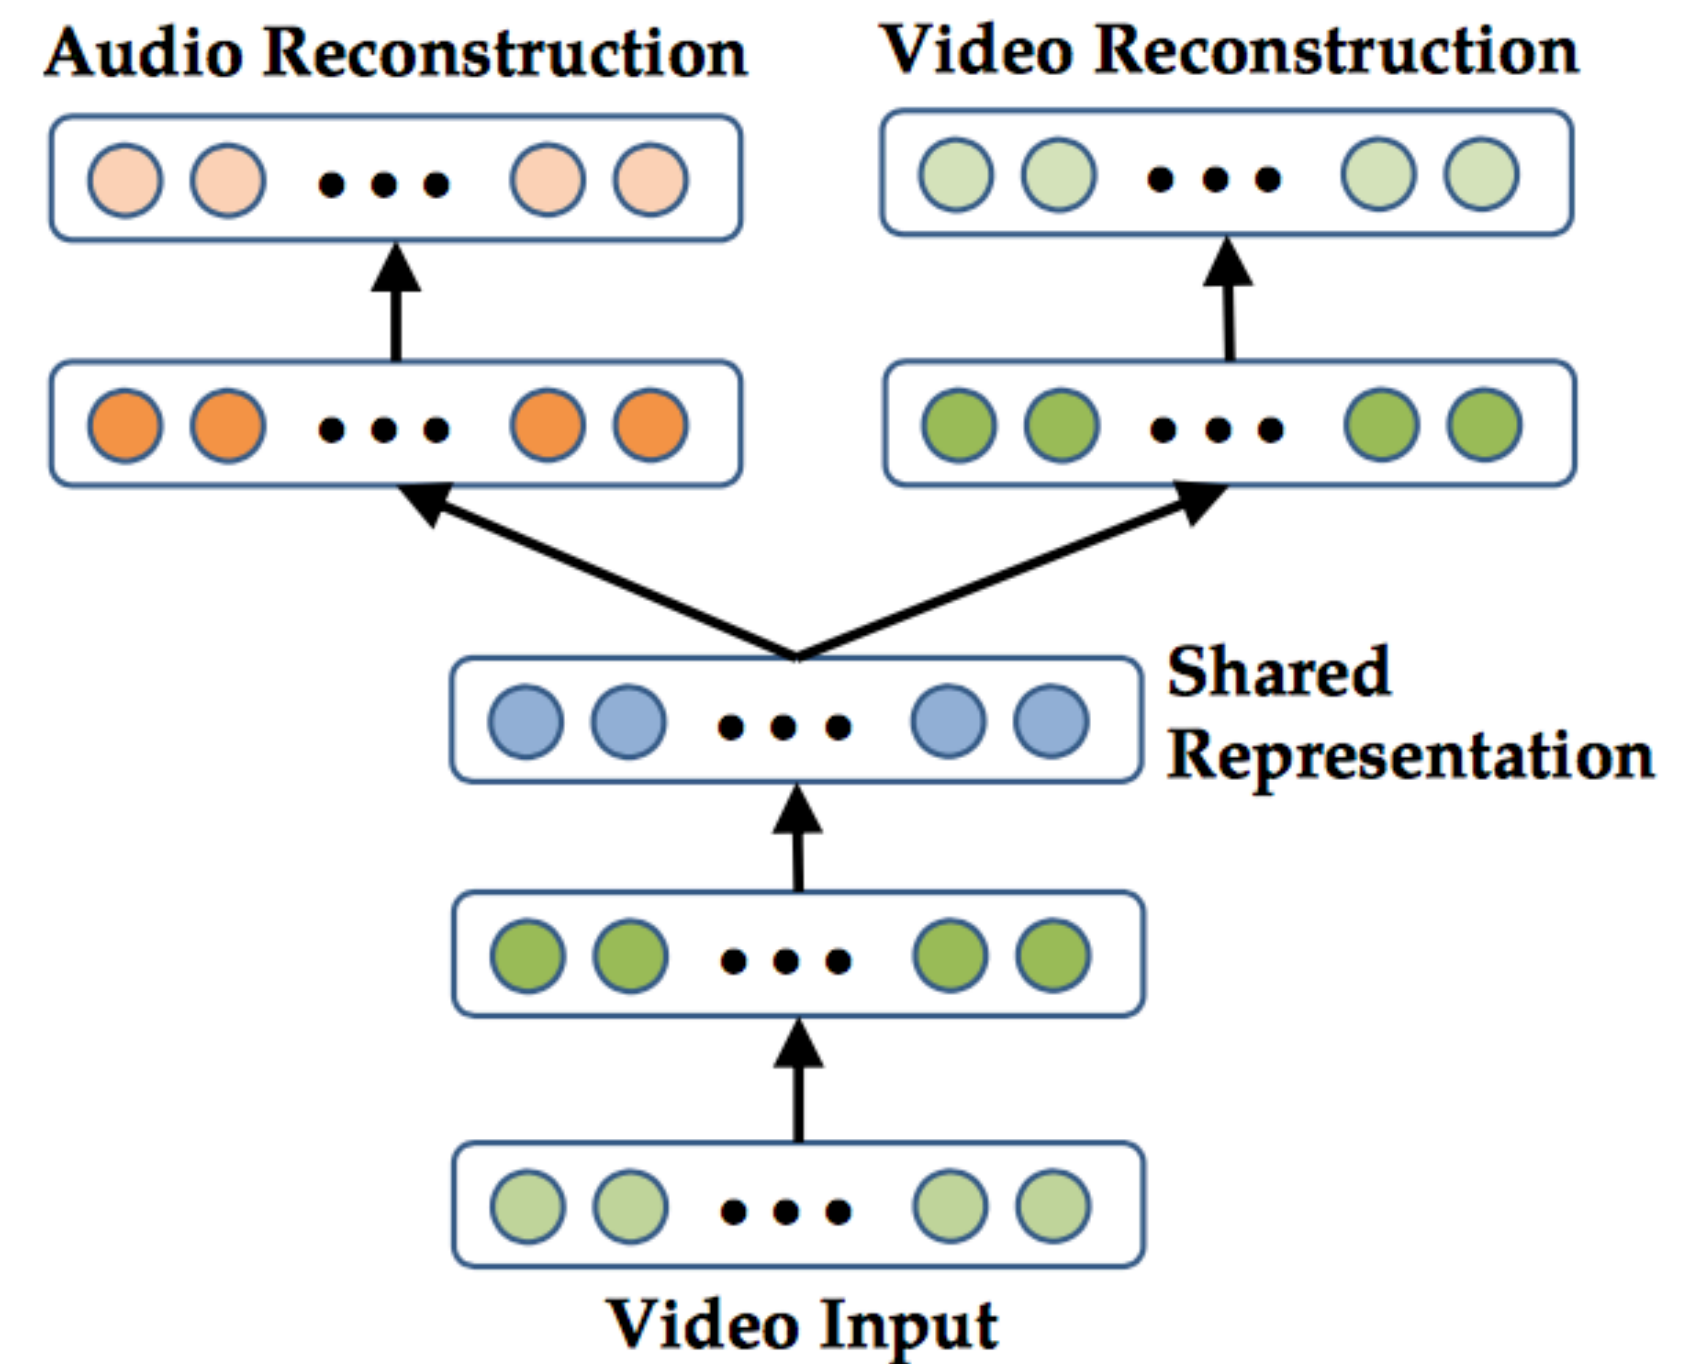 Audio Reconstruction
Video Reconstruction
Shared
Representation
Video Input